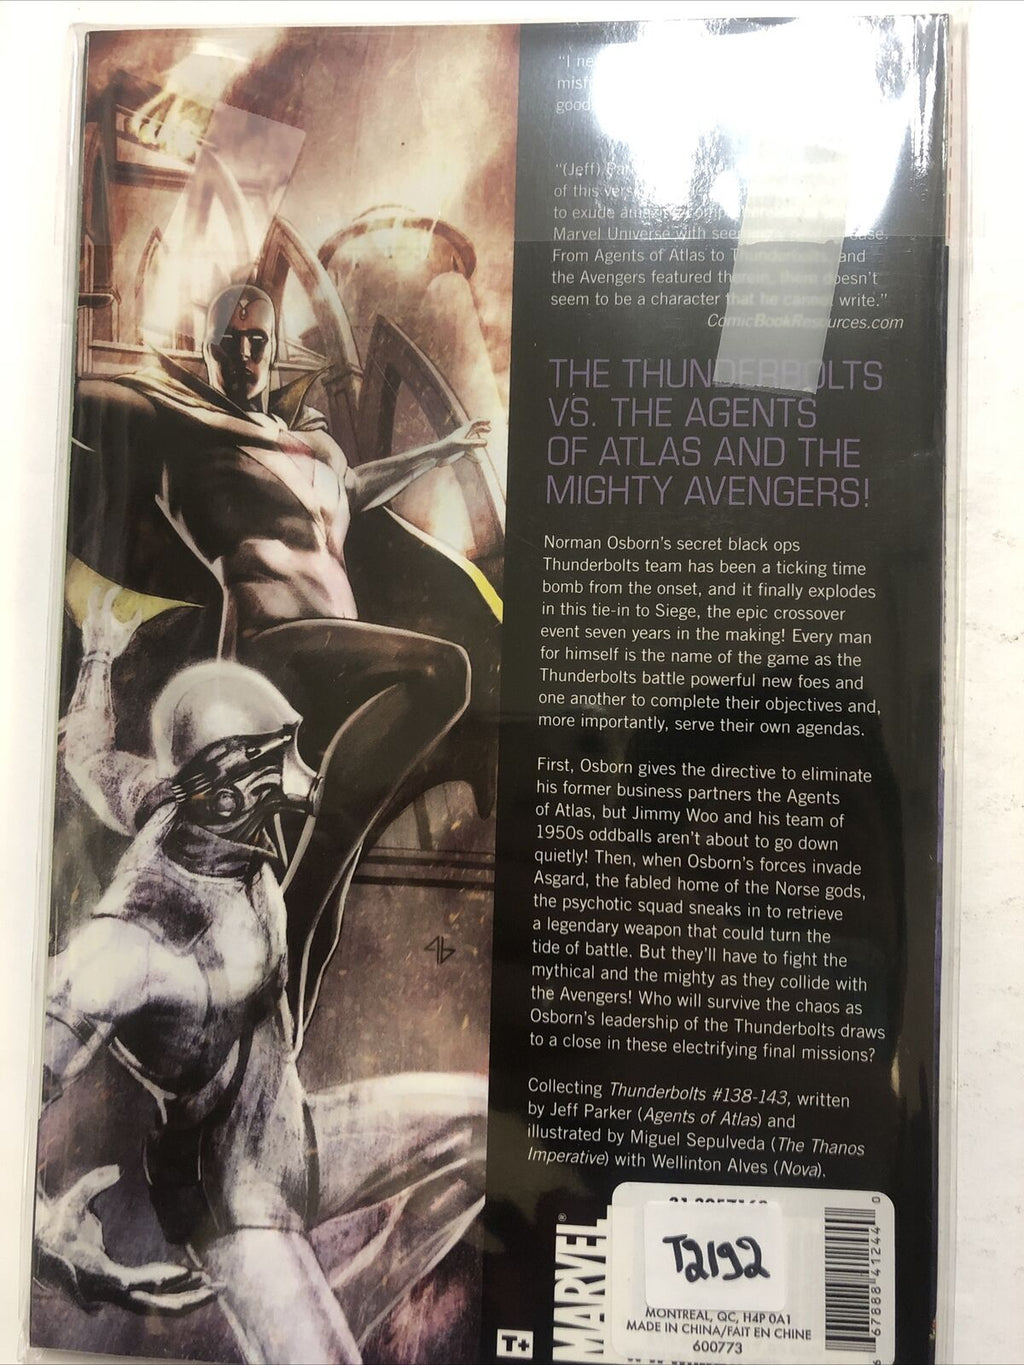 "I ne
misf
good
"(Jeff) Par
of this vers
to exude amazing comp
Marvel Universe with see ease.
From Agents of Atlas to Thunderbolts, and
the Avengers featured therein, there doesn't
seem to be a character that he cannot write."
ComicBookResources.com
THE THUNDERBOLTS
VS. THE AGENTS
OF ATLAS AND THE
MIGHTY AVENGERS!
Norman Osborn's secret black ops
Thunderbolts team has been a ticking time
bomb from the onset, and it finally explodes
in this tie-in to Siege, the epic crossover
event seven years in the making! Every man
for himself is the name of the game as the
Thunderbolts battle powerful new foes and
one another to complete their objectives and,
more importantly, serve their own agendas.
First, Osborn gives the directive to eliminate
his former business partners the Agents
of Atlas, but Jimmy Woo and his team of
1950s oddballs aren't about to go down
quietly! Then, when Osborn's forces invade
Asgard, the fabled home of the Norse gods,
the psychotic squad sneaks in to retrieve
a legendary weapon that could turn the
tide of battle. But they'll have to fight the
mythical and the mighty as they collide with
the Avengers! Who will survive the chaos as
Osborn's leadership of the Thunderbolts draws
to a close in these electrifying final missions?
Collecting Thunderbolts #138-143, written
by Jeff Parker (Agents of Atlas) and
illustrated by Miguel Sepulveda (The Thanos
Imperative) with Wellinton Alves (Nova).
T+
MARVEL®
T2192
MONTREAL, QC, H4P 0A1
MADE IN CHINA/FAIT EN CHINE
600773
6 67888 41244 0